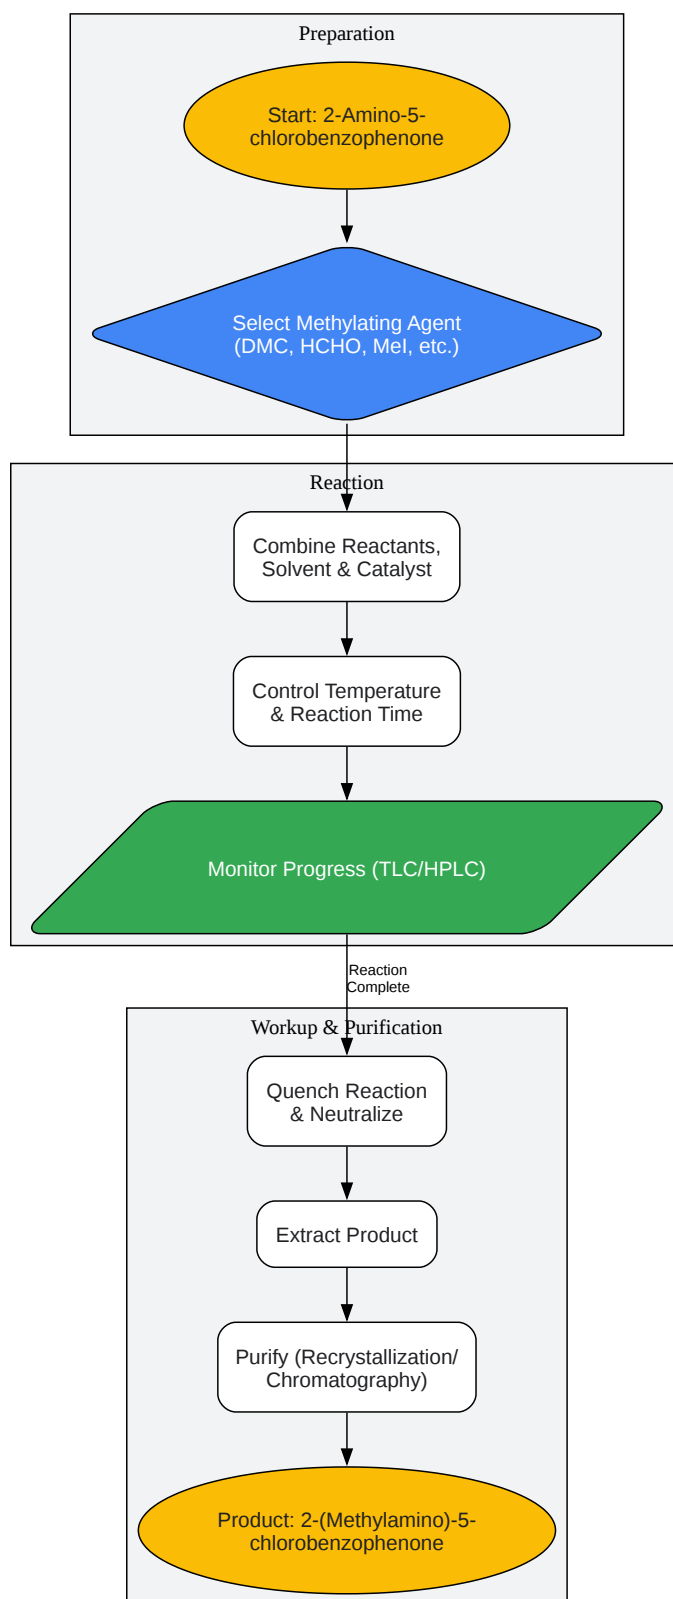 Preparation
Start: 2-Amino-5-
chlorobenzophenone
Select Methylating Agent
(DMC, HCHO, MeI, etc.)
Reaction
Combine Reactants,
Solvent & Catalyst
Control Temperature
& Reaction Time
Monitor Progress (TLC/HPLC)
Reaction
Complete
Workup & Purification
Quench Reaction
& Neutralize
Extract Product
Purify (Recrystallization/
Chromatography)
Product: 2-(Methylamino)-5-
chlorobenzophenone